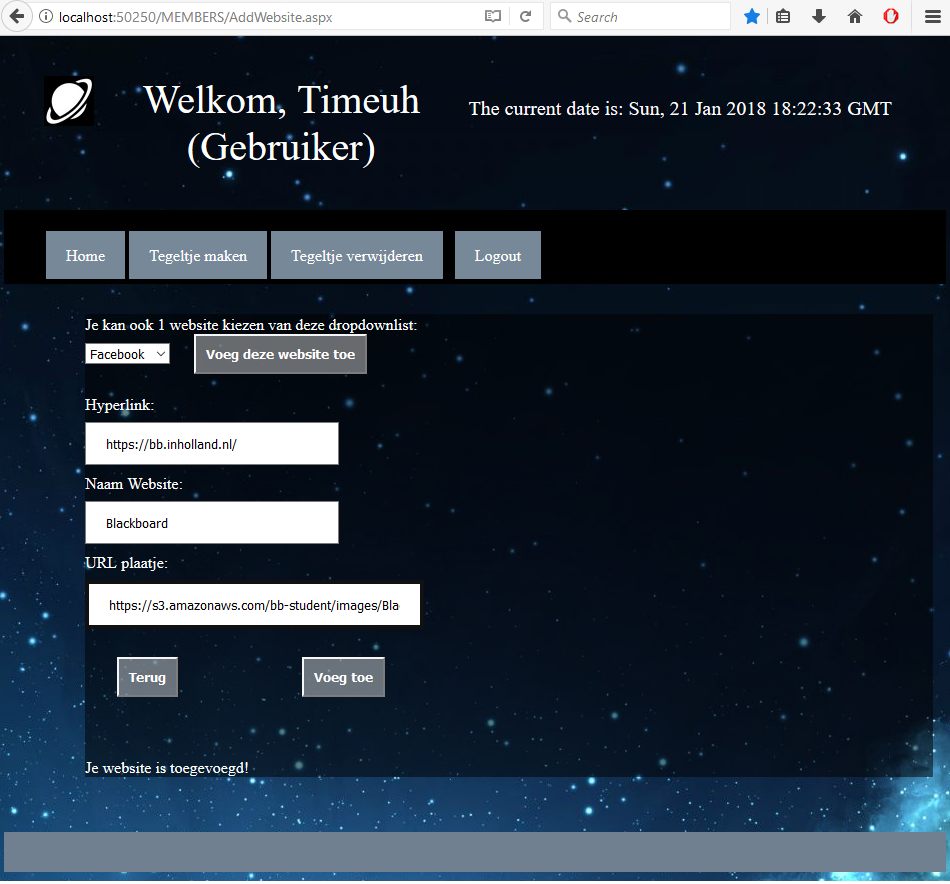 localhost:50250/MEMBERS/AddWebsite.aspx
Search
Welkom, Timeuh
(Gebruiker)
The current date is: Sun, 21 Jan 2018 18:22:33 GMT
Home
Tegeltje maken
Tegeltje verwijderen
Logout
Je kan ook 1 website kiezen van deze dropdownlist:
Facebook
Voeg deze website toe
Hyperlink:
https://bb.inholland.nl/
Naam Website:
Blackboard
URL plaatje:
https://s3.amazonaws.com/bb-student/images/Bla
Terug
Voeg toe
Je website is toegevoegd!